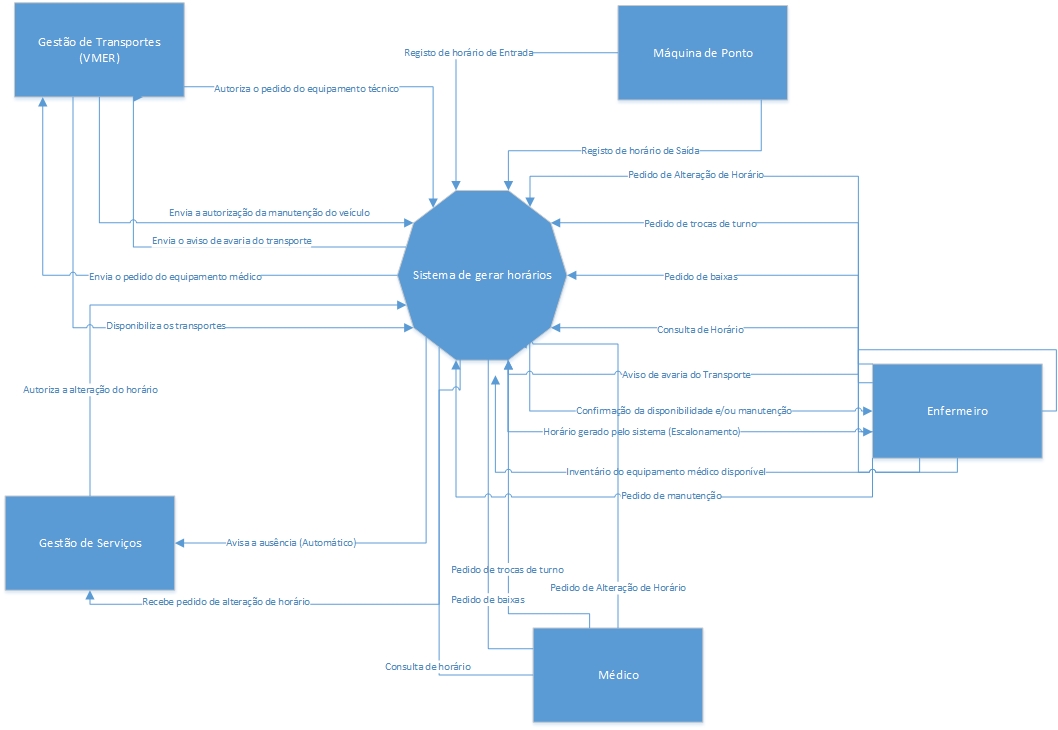 Gestão de Transportes
(VMER)
Registo de horário de Entrada
Máquina de Ponto
Autoriza o pedido do equipamento técnico
Registo de horário de Saída
Pedido de Alteração de Horário
Envia a autorização da manutenção do veículo
Pedido de trocas de turno
Envia o aviso de avaria do transporte
Sistema de gerar horários
Envia o pedido do equipamento médico
Pedido de baixas
Disponibiliza os transportes
Consulta de Horário
Autoriza a alteração do horário
Aviso de avaria do Transporte
Confirmação da disponibilidade e/ou manutenção
Enfermeiro
Horário gerado pelo sistema (Escalonamento)
Inventário do equipamento médico disponível
Pedido de manutenção
Gestão de Serviços
Avisa a ausência (Automático)
Pedido de trocas de turno
Pedido de Alteração de Horário
Recebe pedido de alteração de horário
Pedido de baixas
Consulta de horário
Médico